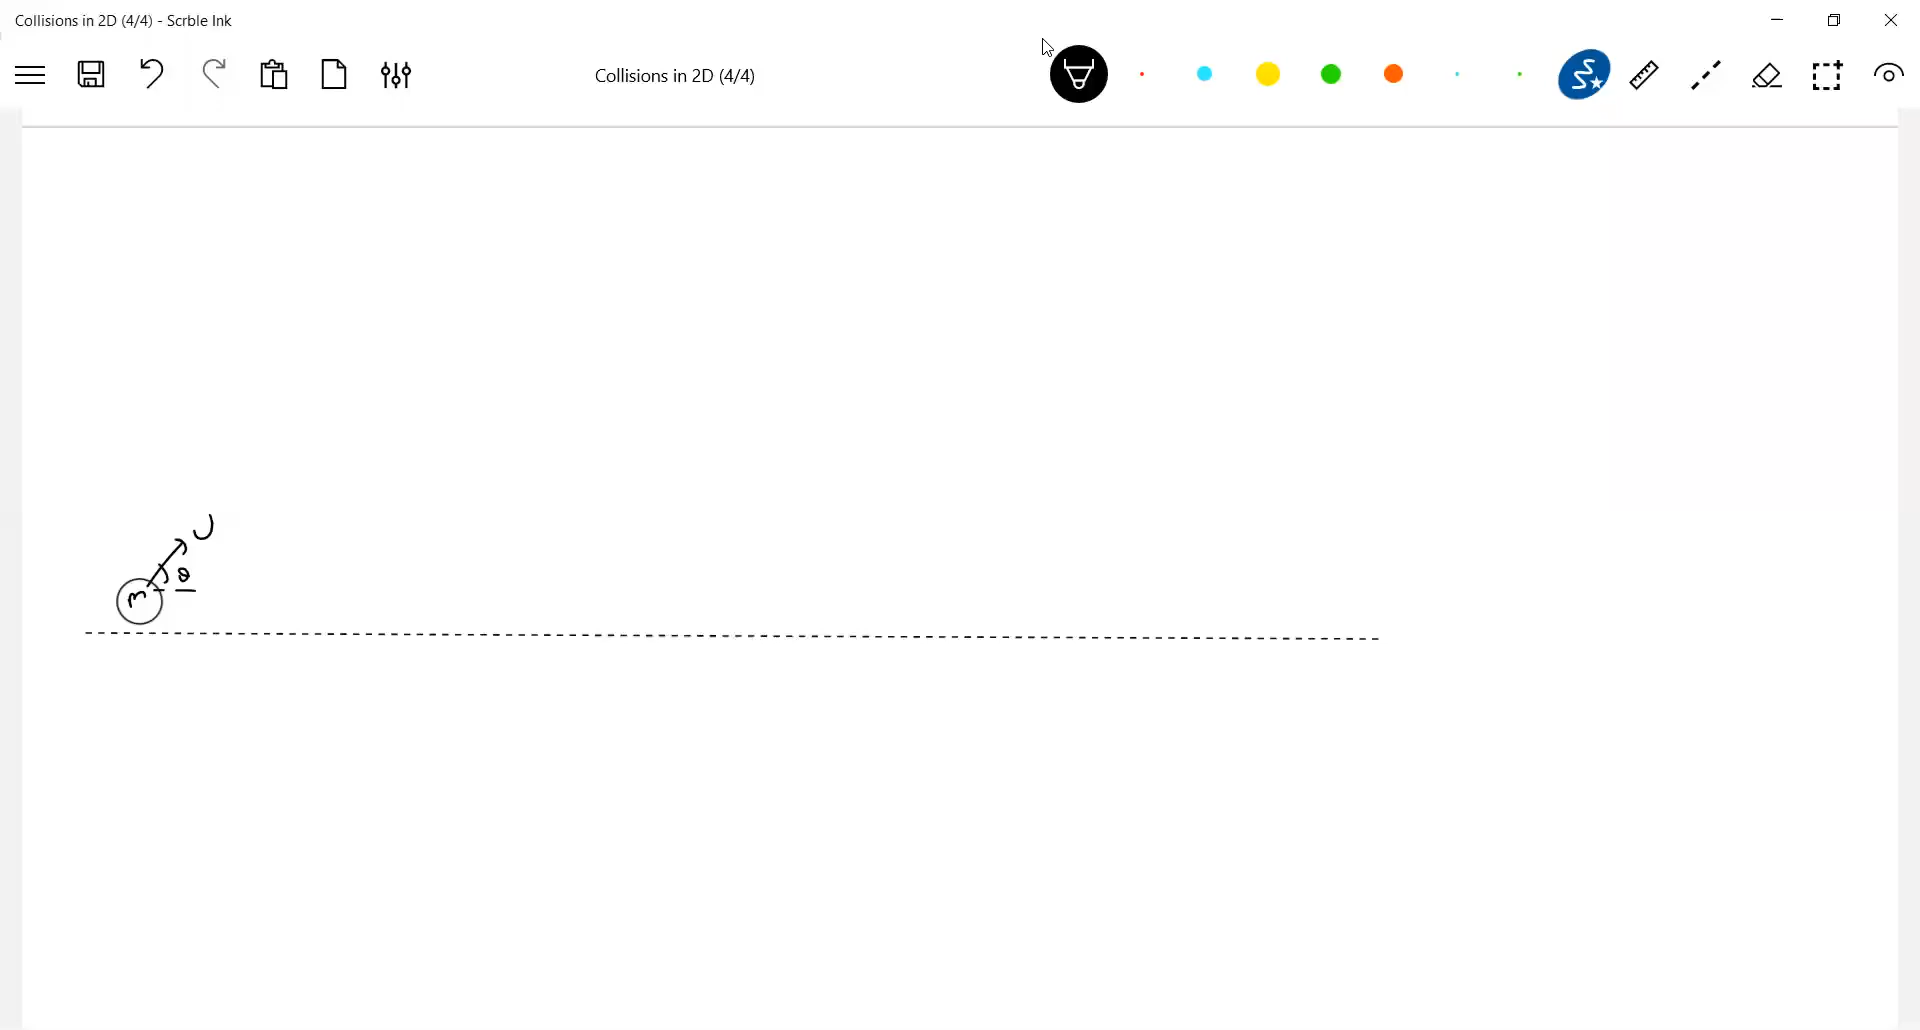 Collisions in 2D (4/4) - Scrble Ink
Collisions in 2D (4/4)
U
θ
m